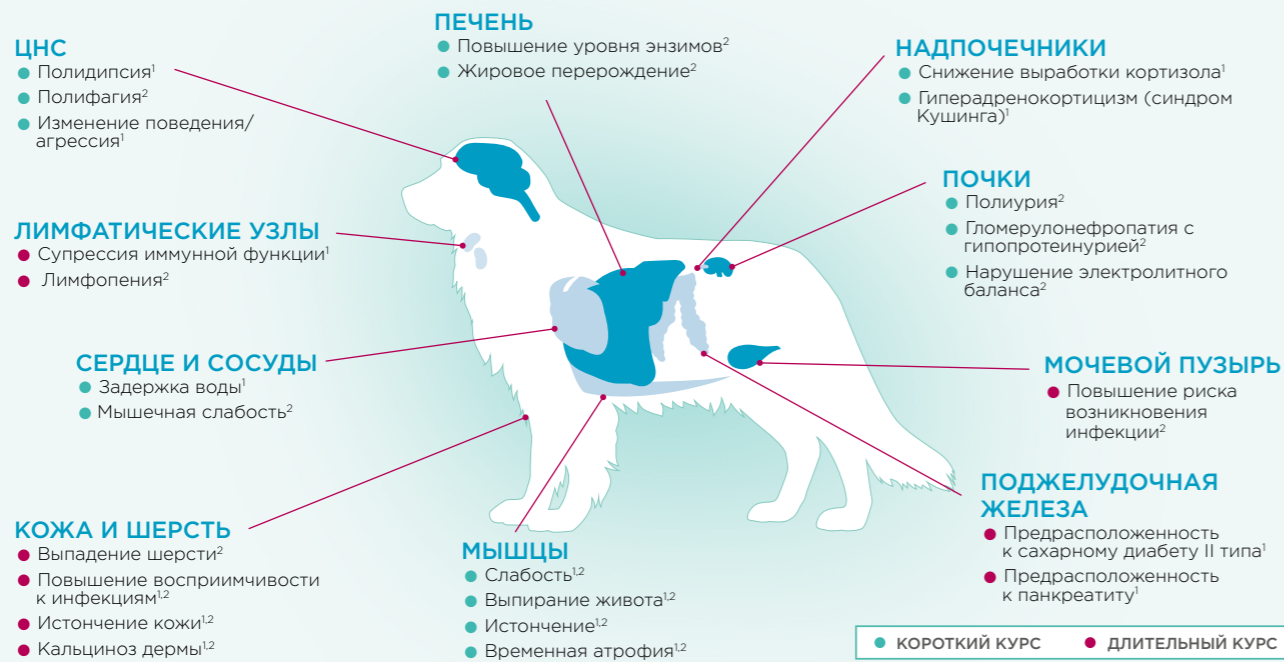 ЦНС
● Полидипсия¹
● Полифагия²
● Изменение поведения/
агрессия¹
ПЕЧЕНЬ
● Повышение уровня энзимов²
● Жировое перерождение²
НАДПОЧЕЧНИКИ
● Снижение выработки кортизола¹
● Гиперадренокортицизм (синдром
Кушинга)¹
ПОЧКИ
● Полиурия²
● Гломерулонефропатия с
гипопротеинурией²
● Нарушение электролитного
баланса²
ЛИМФАТИЧЕСКИЕ УЗЛЫ
● Супрессия иммунной функции¹
● Лимфопения²
СЕРДЦЕ И СОСУДЫ
● Задержка воды¹
● Мышечная слабость²
МОЧЕВОЙ ПУЗЫРЬ
● Повышение риска
возникновения
инфекции²
ПОДЖЕЛУДОЧНАЯ
ЖЕЛЕЗА
● Предрасположенность
к сахарному диабету II типа¹
● Предрасположенность
к панкреатиту¹
КОЖА И ШЕРСТЬ
● Выпадение шерсти²
● Повышение восприимчивости
к инфекциям¹,²
● Истончение кожи¹,²
● Кальциноз дермы¹,²
МЫШЦЫ
● Слабость¹,²
● Выпирание живота¹,²
● Истончение¹,²
● Временная атрофия¹,²
● КОРОТКИЙ КУРС ● ДЛИТЕЛЬНЫЙ КУРС